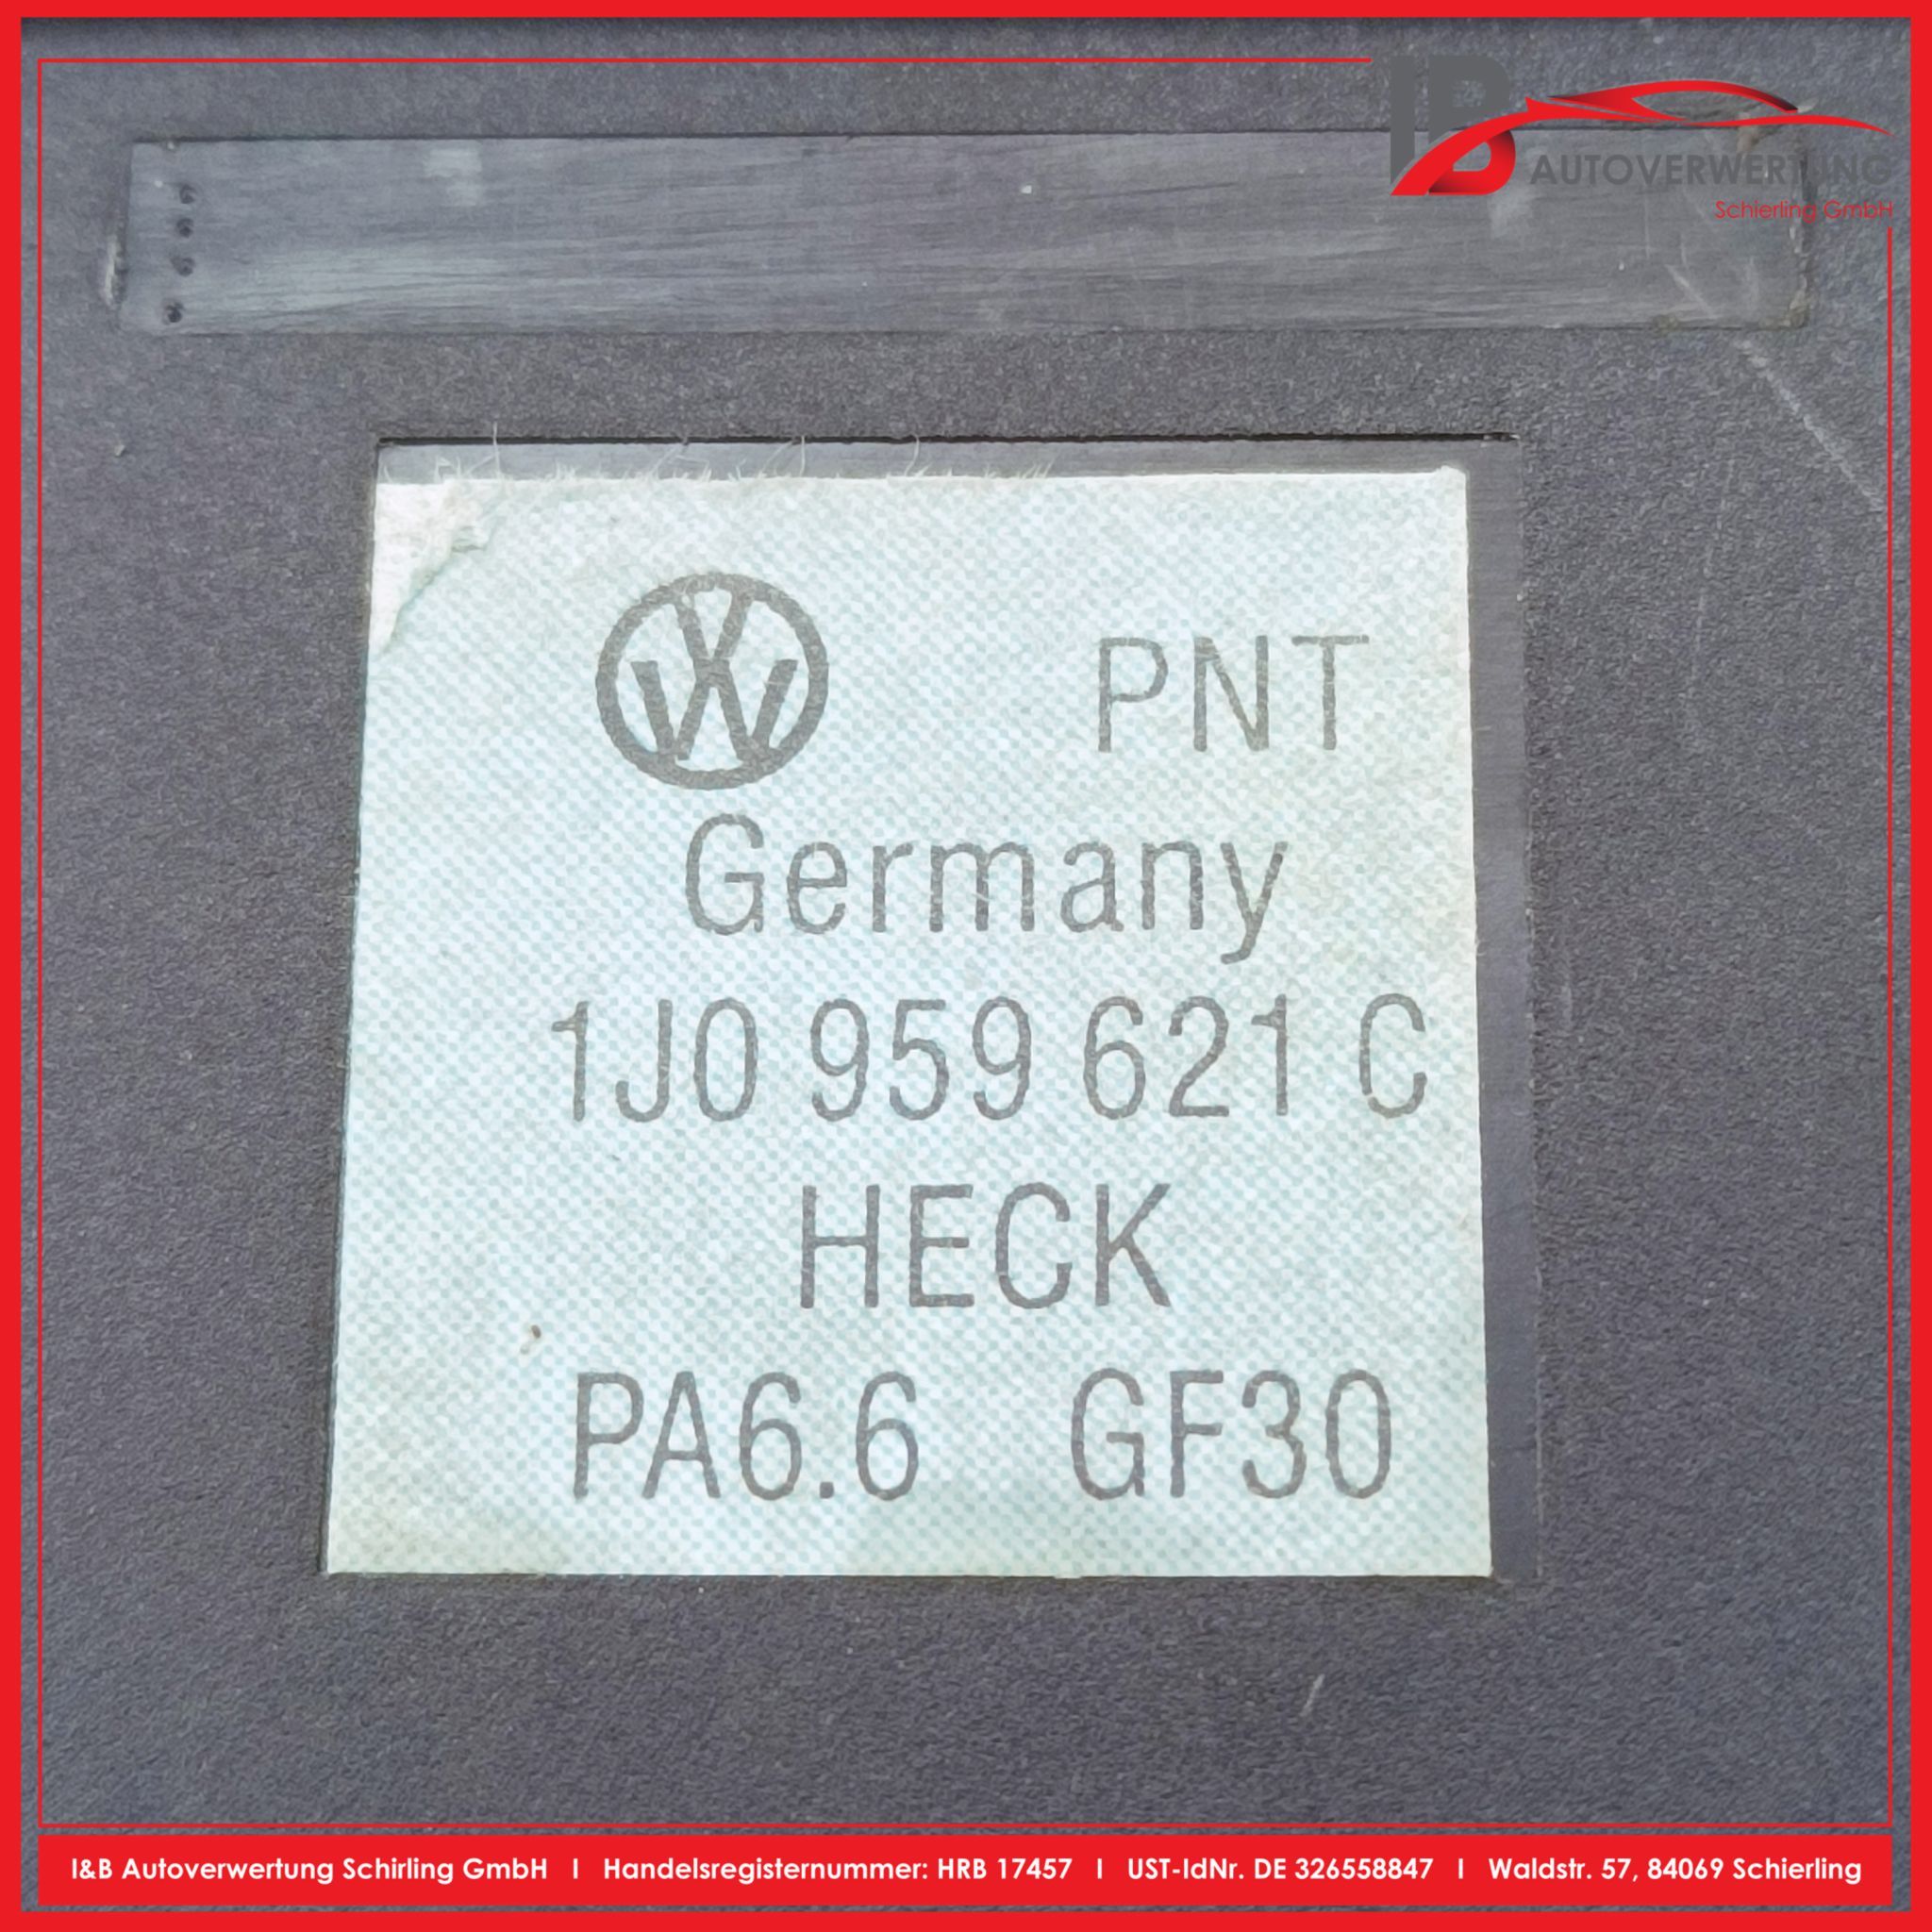 IB
AUTOVERWERTUNG
Schierling GmbH
PNT
Germany
1J0 959 621 C
HECK
PA6.6 GF30
I&B Autoverwertung Schirling GmbH I Handelsregisternummer: HRB 17457 I UST-IdNr. DE 326558847 I Waldstr. 57, 84069 Schierling